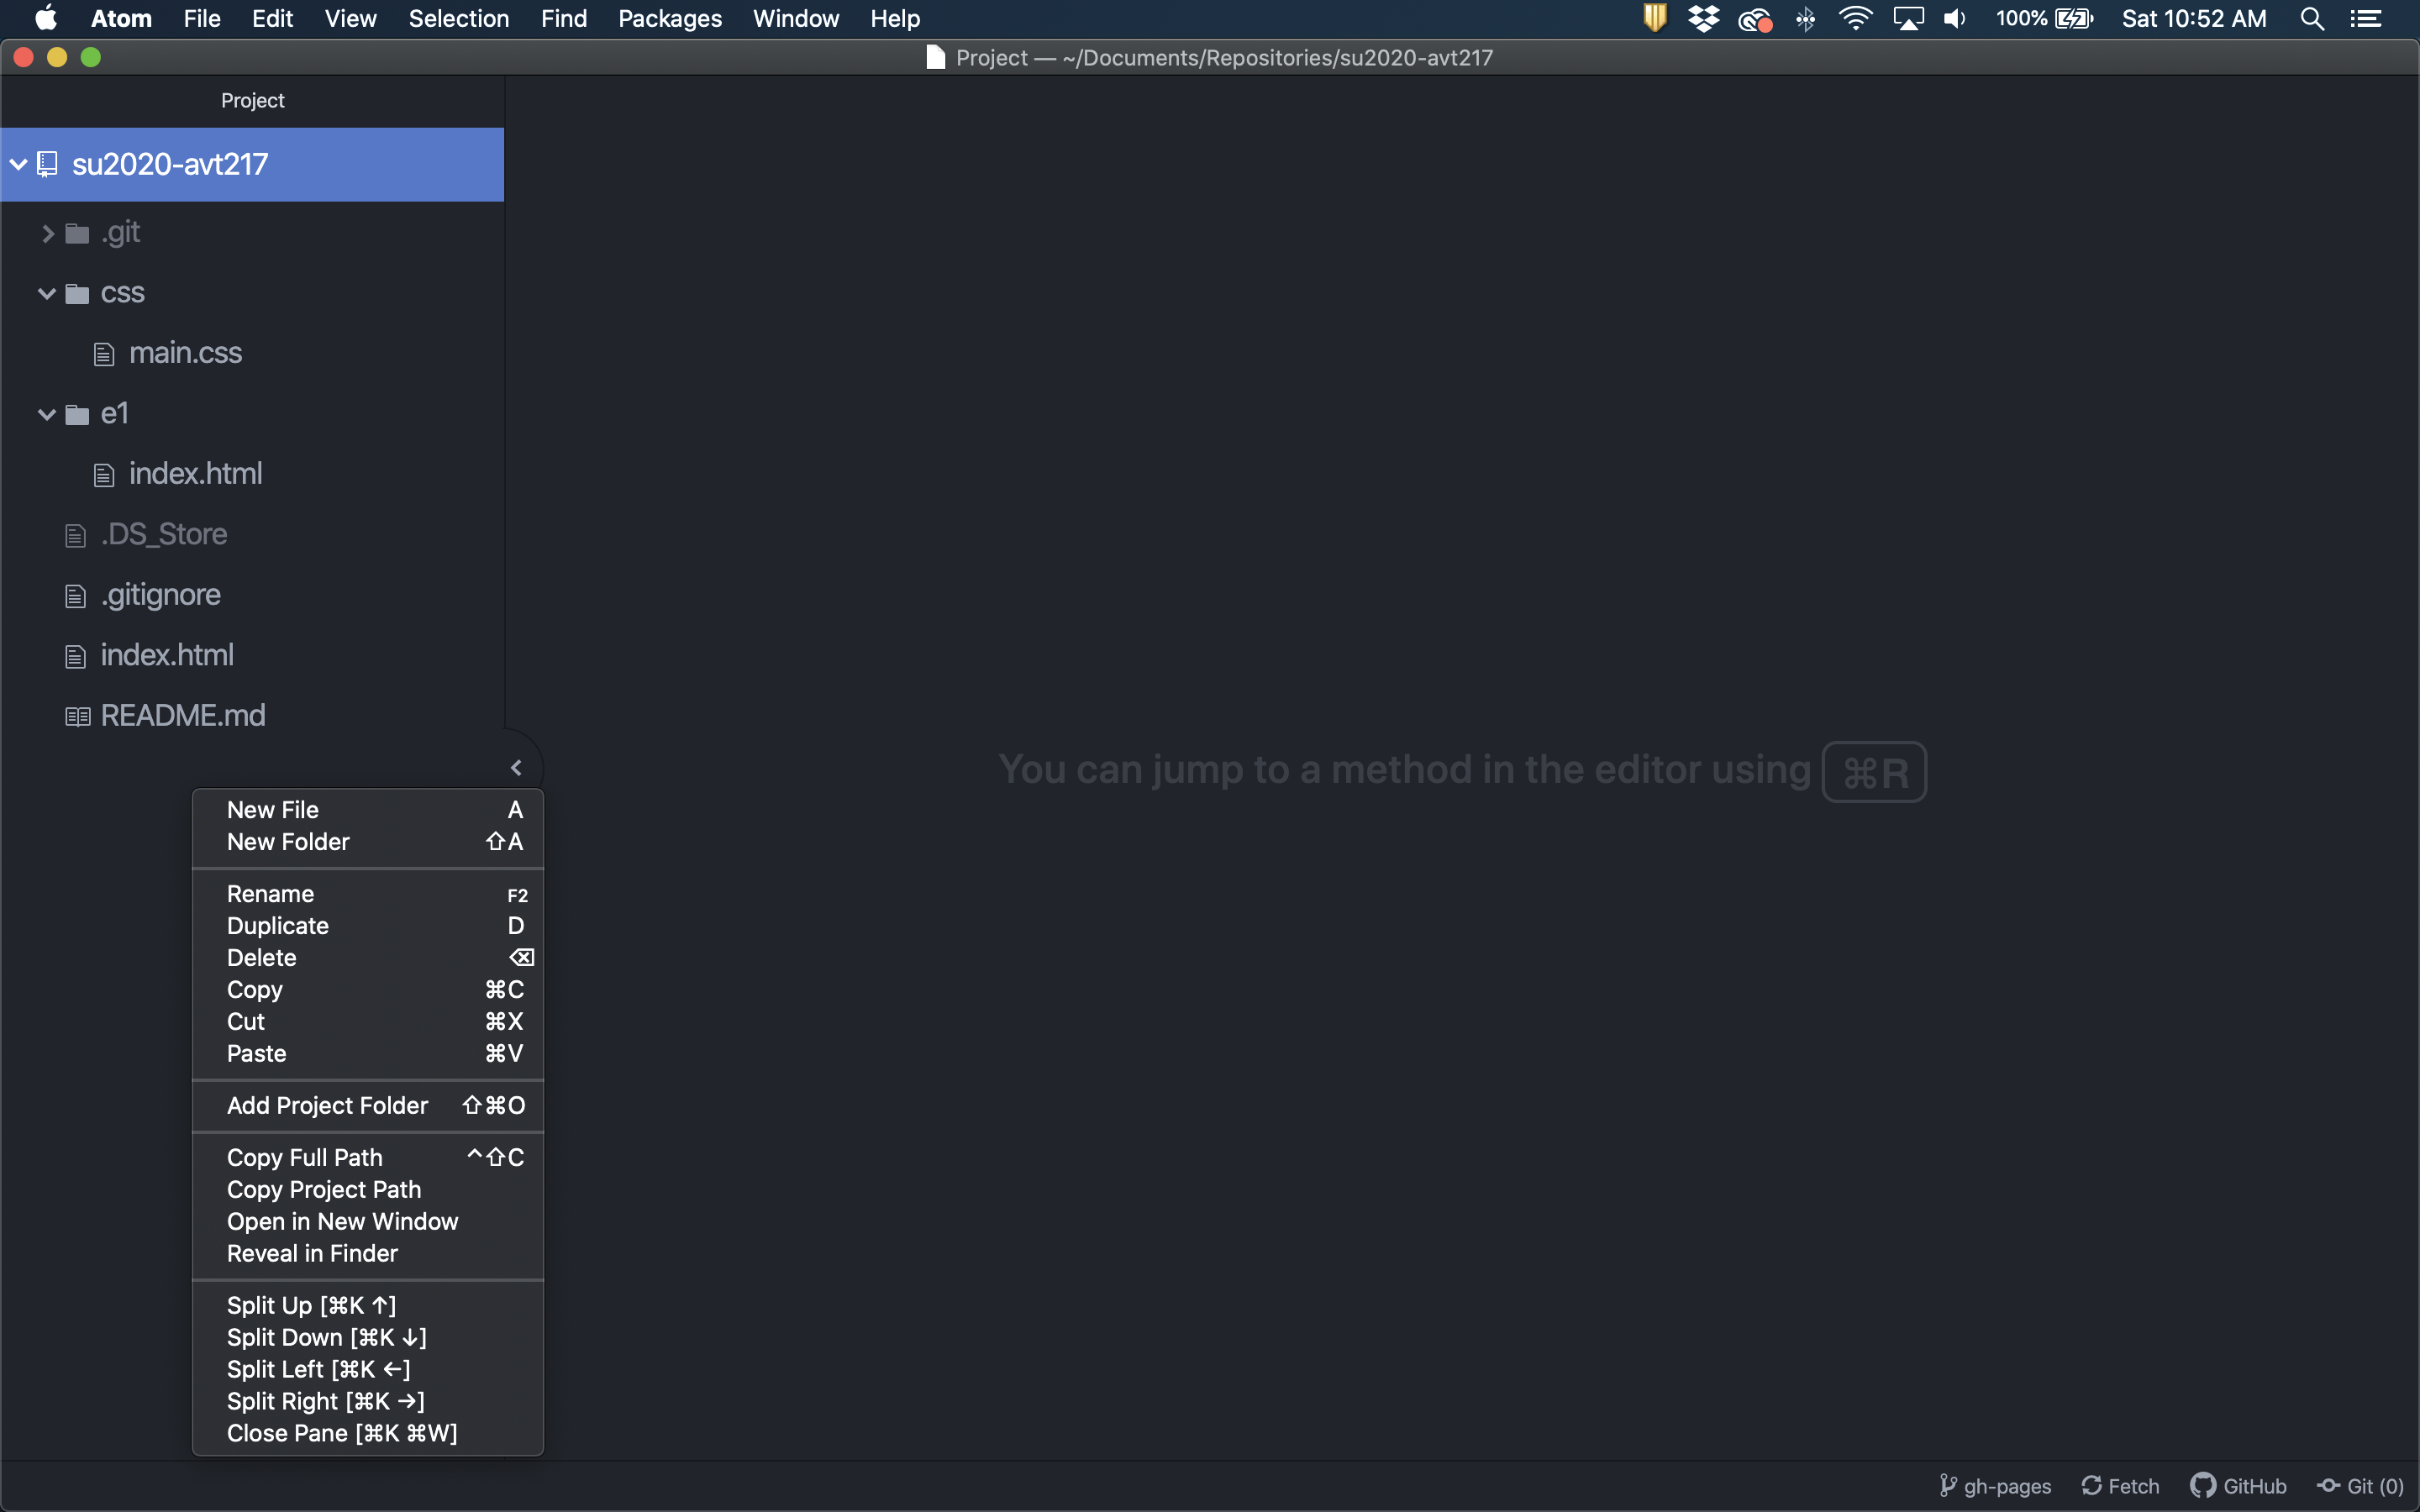 Atom File Edit View Selection Find Packages Window Help 100% Sat 10:52 AM
Project — ~/Documents/Repositories/su2020-avt217
Project
su2020-avt217
.git
css
main.css
e1
index.html
.DS_Store
.gitignore
index.html
README.md
You can jump to a method in the editor using ⌘R
New File A
New Folder ⇧A
Rename F2
Duplicate D
Delete ⌫
Copy ⌘C
Cut ⌘X
Paste ⌘V
Add Project Folder ⇧⌘O
Copy Full Path ^⇧C
Copy Project Path
Open in New Window
Reveal in Finder
Split Up [⌘K ↑]
Split Down [⌘K ↓]
Split Left [⌘K ←]
Split Right [⌘K →]
Close Pane [⌘K ⌘W]
gh-pages Fetch GitHub Git (0)